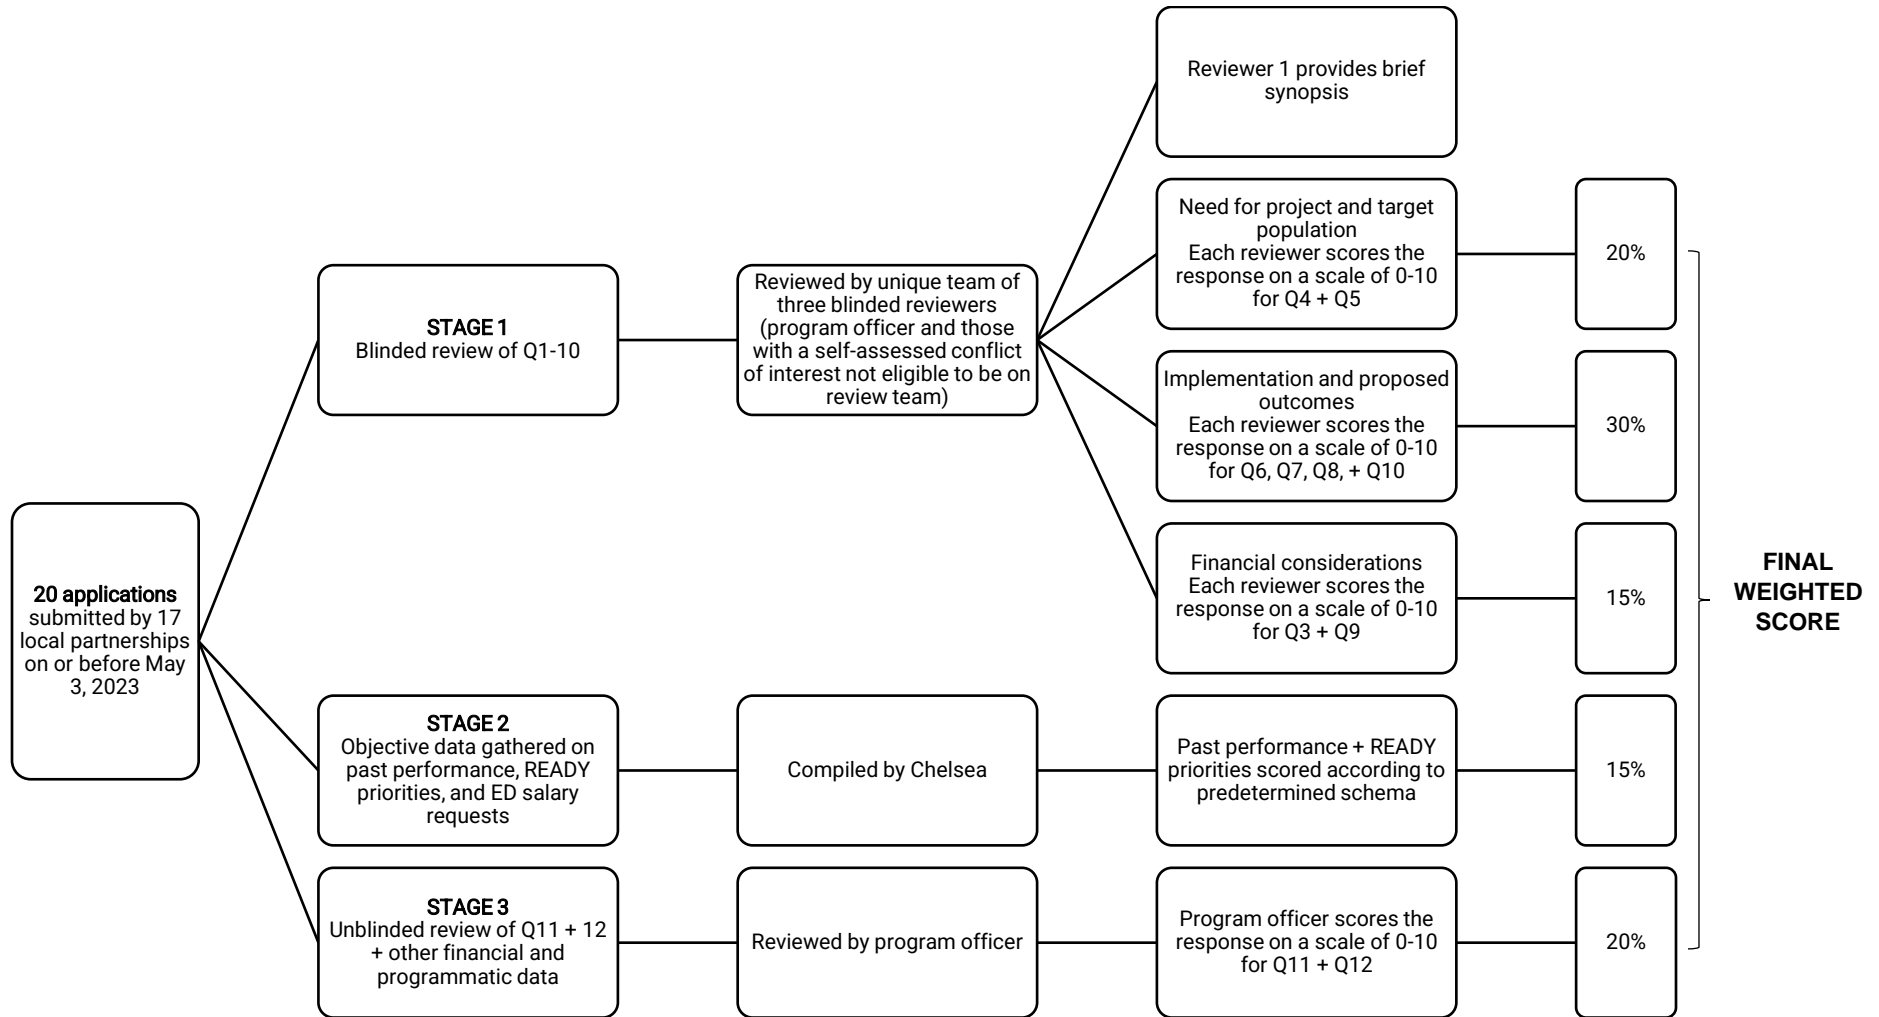 20 applications
submitted by 17
local partnerships
on or before May
3, 2023
STAGE 1
Blinded review of Q1-10
Reviewed by unique team of
three blinded reviewers
(program officer and those
with a self-assessed conflict
of interest not eligible to be on
review team)
Reviewer 1 provides brief
synopsis
Need for project and target
population
Each reviewer scores the
response on a scale of 0-10
for Q4 + Q5
20%
Implementation and proposed
outcomes
Each reviewer scores the
response on a scale of 0-10
for Q6, Q7, Q8, + Q10
30%
Financial considerations
Each reviewer scores the
response on a scale of 0-10
for Q3 + Q9
15%
STAGE 2
Objective data gathered on
past performance, READY
priorities, and ED salary
requests
Compiled by Chelsea
Past performance + READY
priorities scored according to
predetermined schema
15%
STAGE 3
Unblinded review of Q11 + 12
+ other financial and
programmatic data
Reviewed by program officer
Program officer scores the
response on a scale of 0-10
for Q11 + Q12
20%
FINAL
WEIGHTED
SCORE